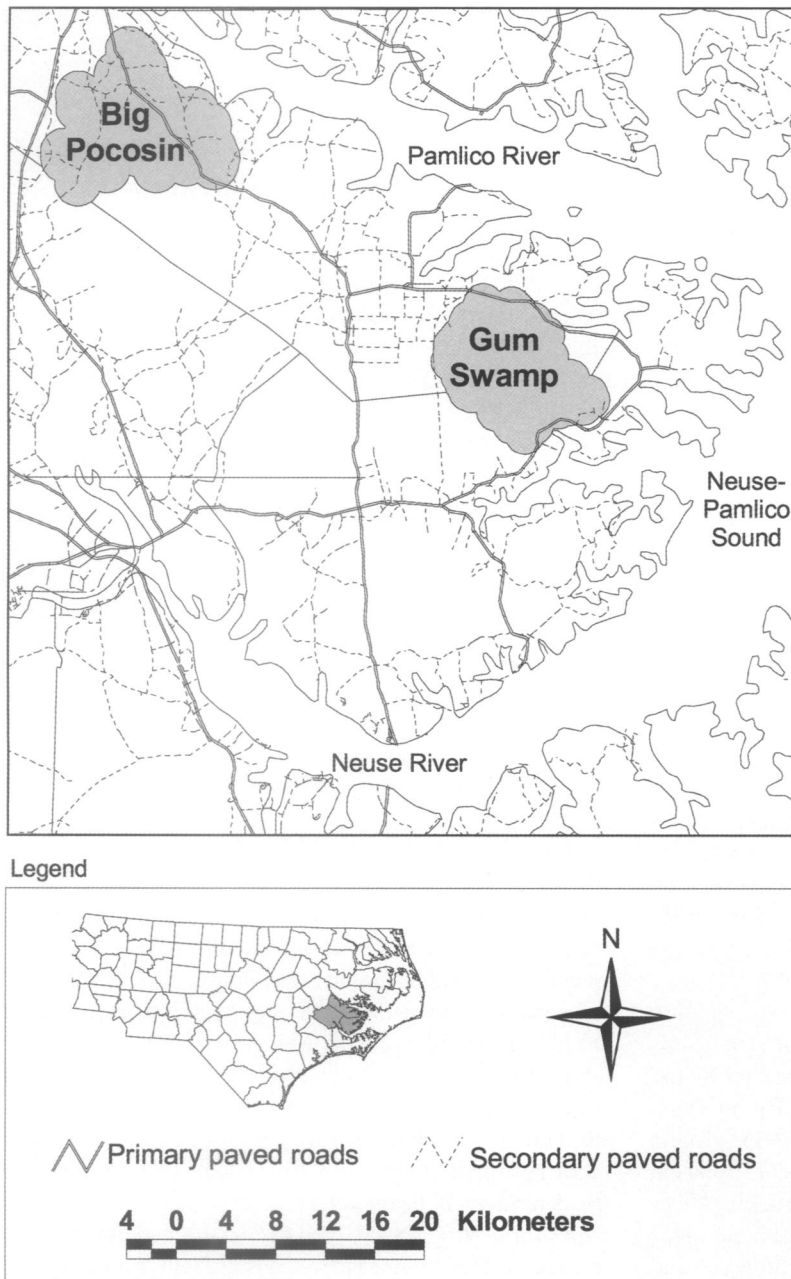 Big
Pocosin
Pamlico River
Gum
Swamp
Neuse-
Pamlico
Sound
Neuse River
Legend
N
Primary paved roads
Secondary paved roads
4 0 4 8 12 16 20 Kilometers